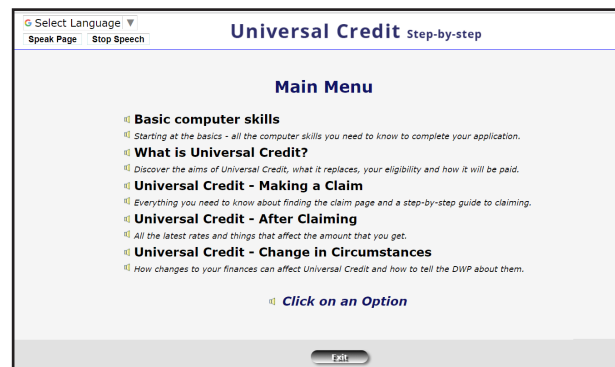 Select Language ▼
Speak Page Stop Speech
Universal Credit Step-by-step
Main Menu
Basic computer skills
Starting at the basics - all the computer skills you need to know to complete your application.
What is Universal Credit?
Discover the aims of Universal Credit, what it replaces, your eligibility and how it will be paid.
Universal Credit - Making a Claim
Everything you need to know about finding the claim page and a step-by-step guide to claiming.
Universal Credit - After Claiming
All the latest rates and things that affect the amount that you get.
Universal Credit - Change in Circumstances
How changes to your finances can affect Universal Credit and how to tell the DWP about them.
Click on an Option
Exit